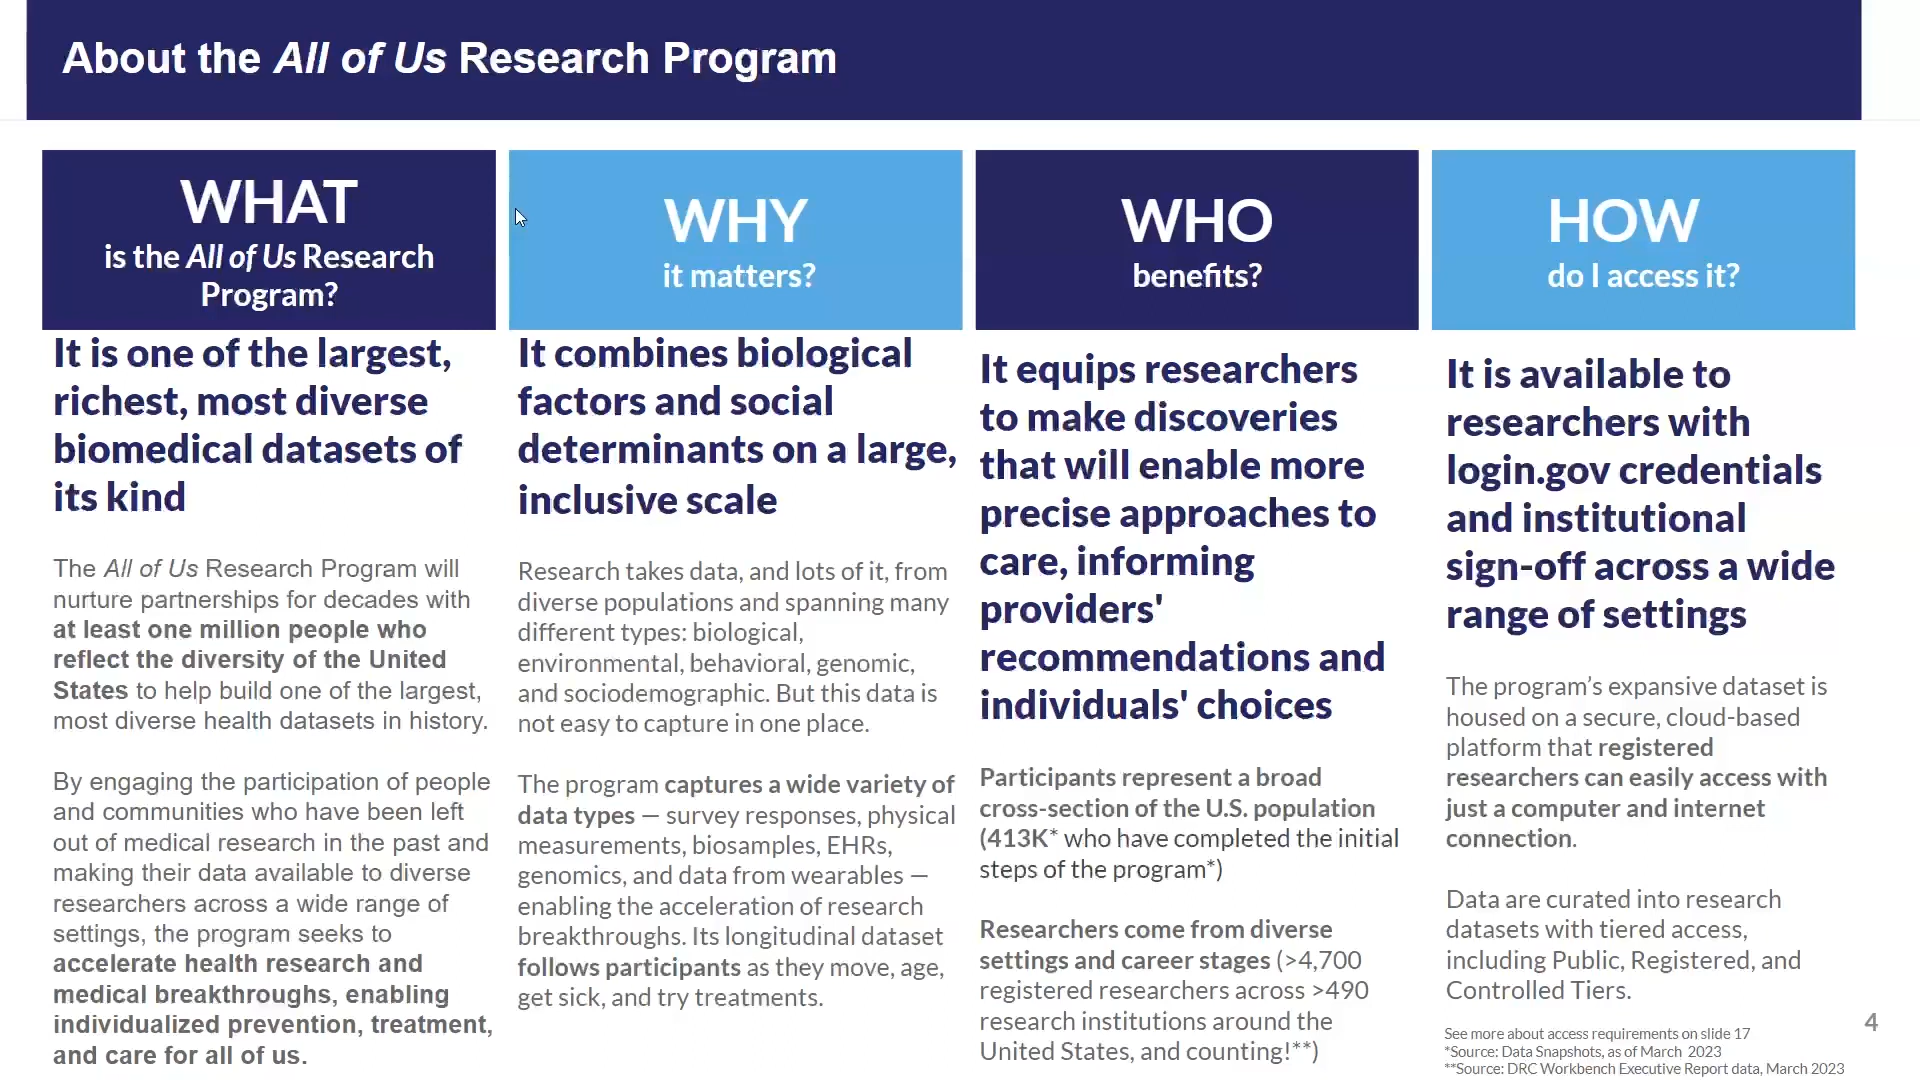 About the All of Us Research Program
WHAT
is the All of Us Research
Program?
It is one of the largest,
richest, most diverse
biomedical datasets of
its kind
The All of Us Research Program will
nurture partnerships for decades with
at least one million people who
reflect the diversity of the United
States to help build one of the largest,
most diverse health datasets in history.
By engaging the participation of people
and communities who have been left
out of medical research in the past and
making their data available to diverse
researchers across a wide range of
settings, the program seeks to
accelerate health research and
medical breakthroughs, enabling
individualized prevention, treatment,
and care for all of us.
WHY
it matters?
It combines biological
factors and social
determinants on a large,
inclusive scale
Research takes data, and lots of it, from
diverse populations and spanning many
different types: biological,
environmental, behavioral, genomic,
and sociodemographic. But this data is
not easy to capture in one place.
The program captures a wide variety of
data types — survey responses, physical
measurements, biosamples, EHRs,
genomics, and data from wearables —
enabling the acceleration of research
breakthroughs. Its longitudinal dataset
follows participants as they move, age,
get sick, and try treatments.
WHO
benefits?
It equips researchers
to make discoveries
that will enable more
precise approaches to
care, informing
providers'
recommendations and
individuals' choices
Participants represent a broad
cross-section of the U.S. population
(413K* who have completed the initial
steps of the program*)
Researchers come from diverse
settings and career stages (>4,700
registered researchers across >490
research institutions around the
United States, and counting!**)
HOW
do I access it?
It is available to
researchers with
login.gov credentials
and institutional
sign-off across a wide
range of settings
The program’s expansive dataset is
housed on a secure, cloud-based
platform that registered
researchers can easily access with
just a computer and internet
connection.
Data are curated into research
datasets with tiered access,
including Public, Registered, and
Controlled Tiers.
See more about access requirements on slide 17
*Source: Data Snapshots, as of March 2023
**Source: DRC Workbench Executive Report data, March 2023
4